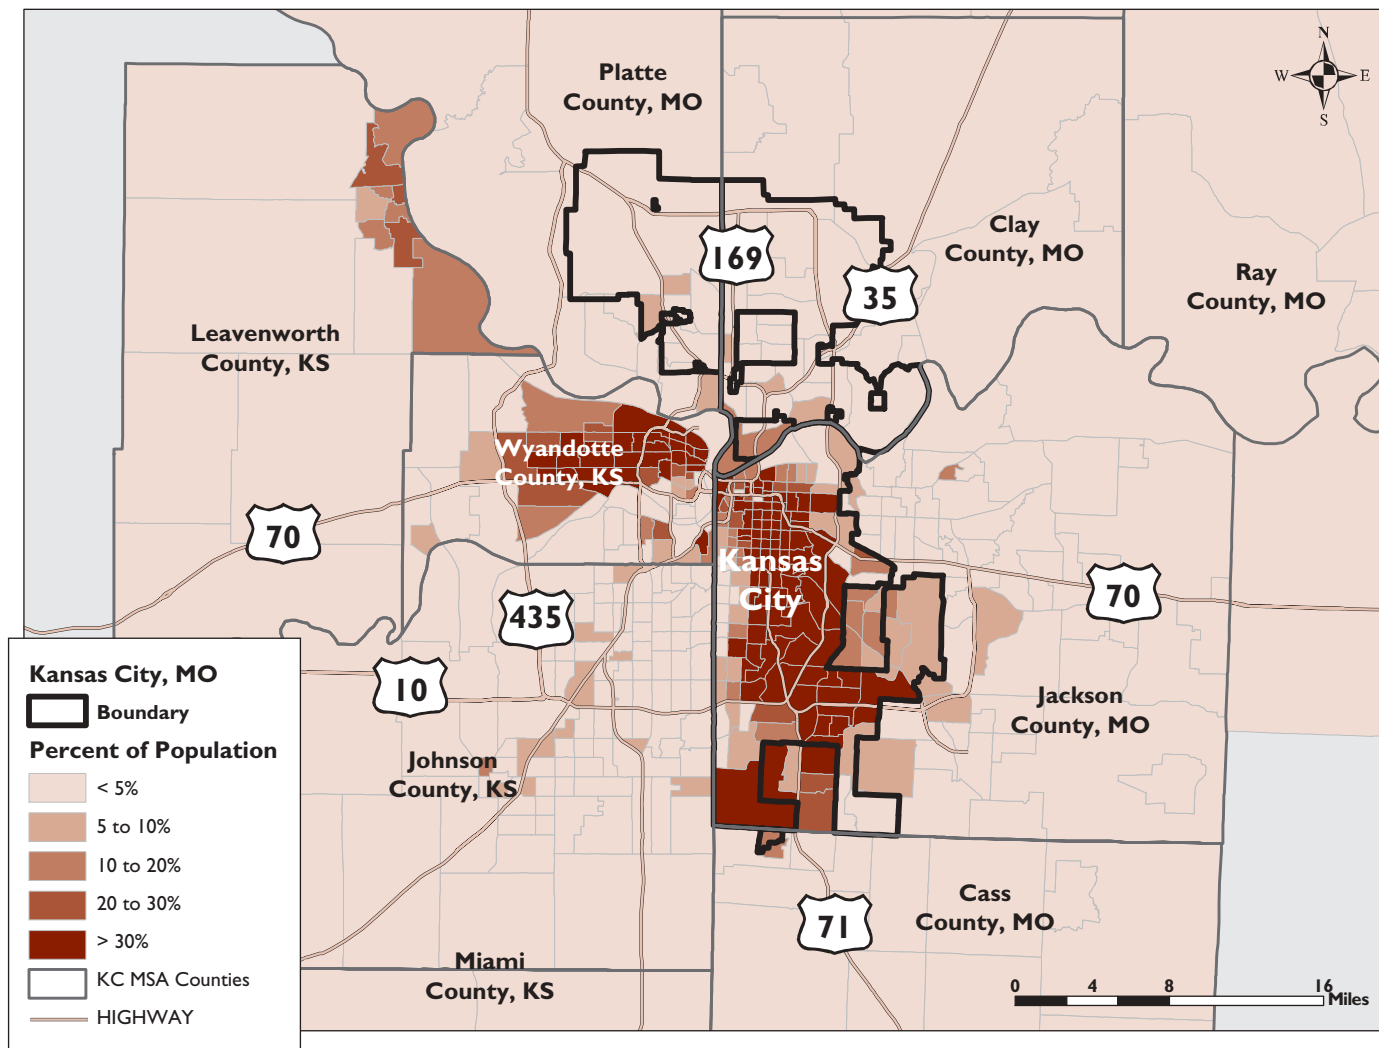 N
W
E
S
Platte
County, MO
Clay
County, MO
Ray
County, MO
169
35
Leavenworth
County, KS
Wyandotte
County, KS
70
Kansas
City
70
435
10
Jackson
County, MO
Johnson
County, KS
Cass
County, MO
71
Miami
County, KS
Kansas City, MO
Boundary
Percent of Population
< 5%
5 to 10%
10 to 20%
20 to 30%
> 30%
KC MSA Counties
HIGHWAY
0 4 8 16
Miles